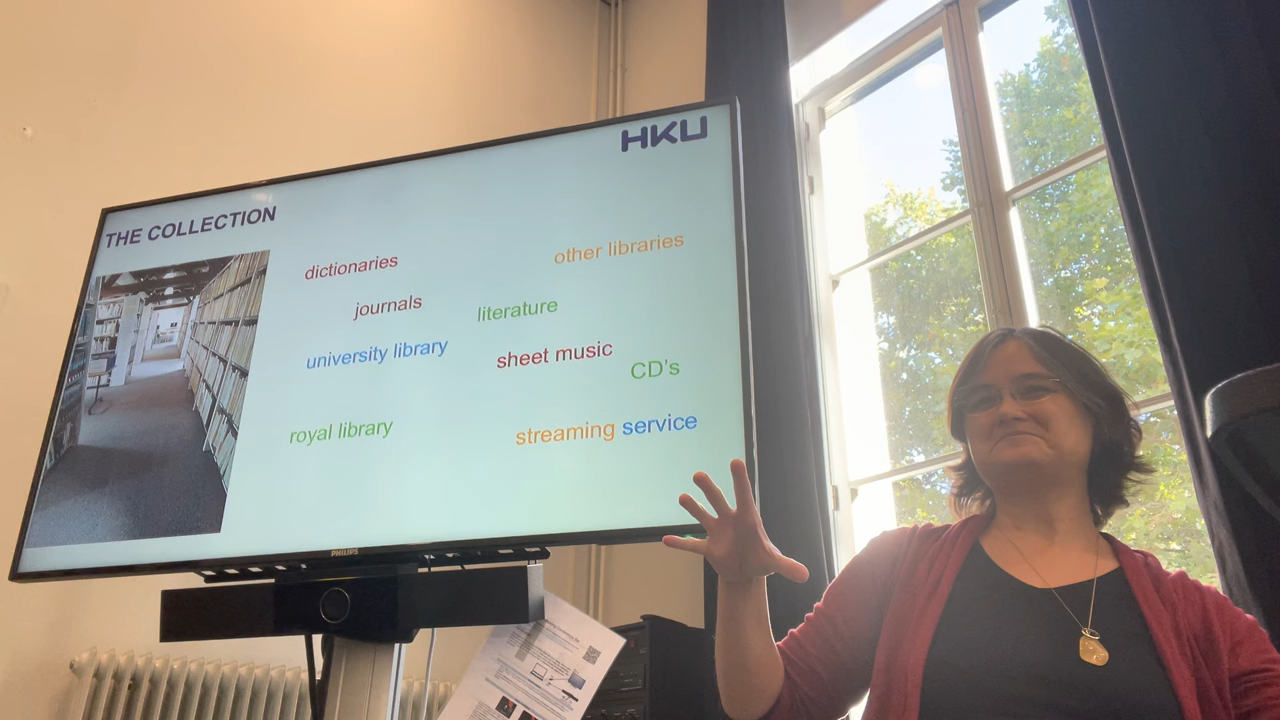 HKU
THE COLLECTION
dictionaries
other libraries
journals
literature
university library
sheet music
CD's
royal library
streaming service
PHILIPS